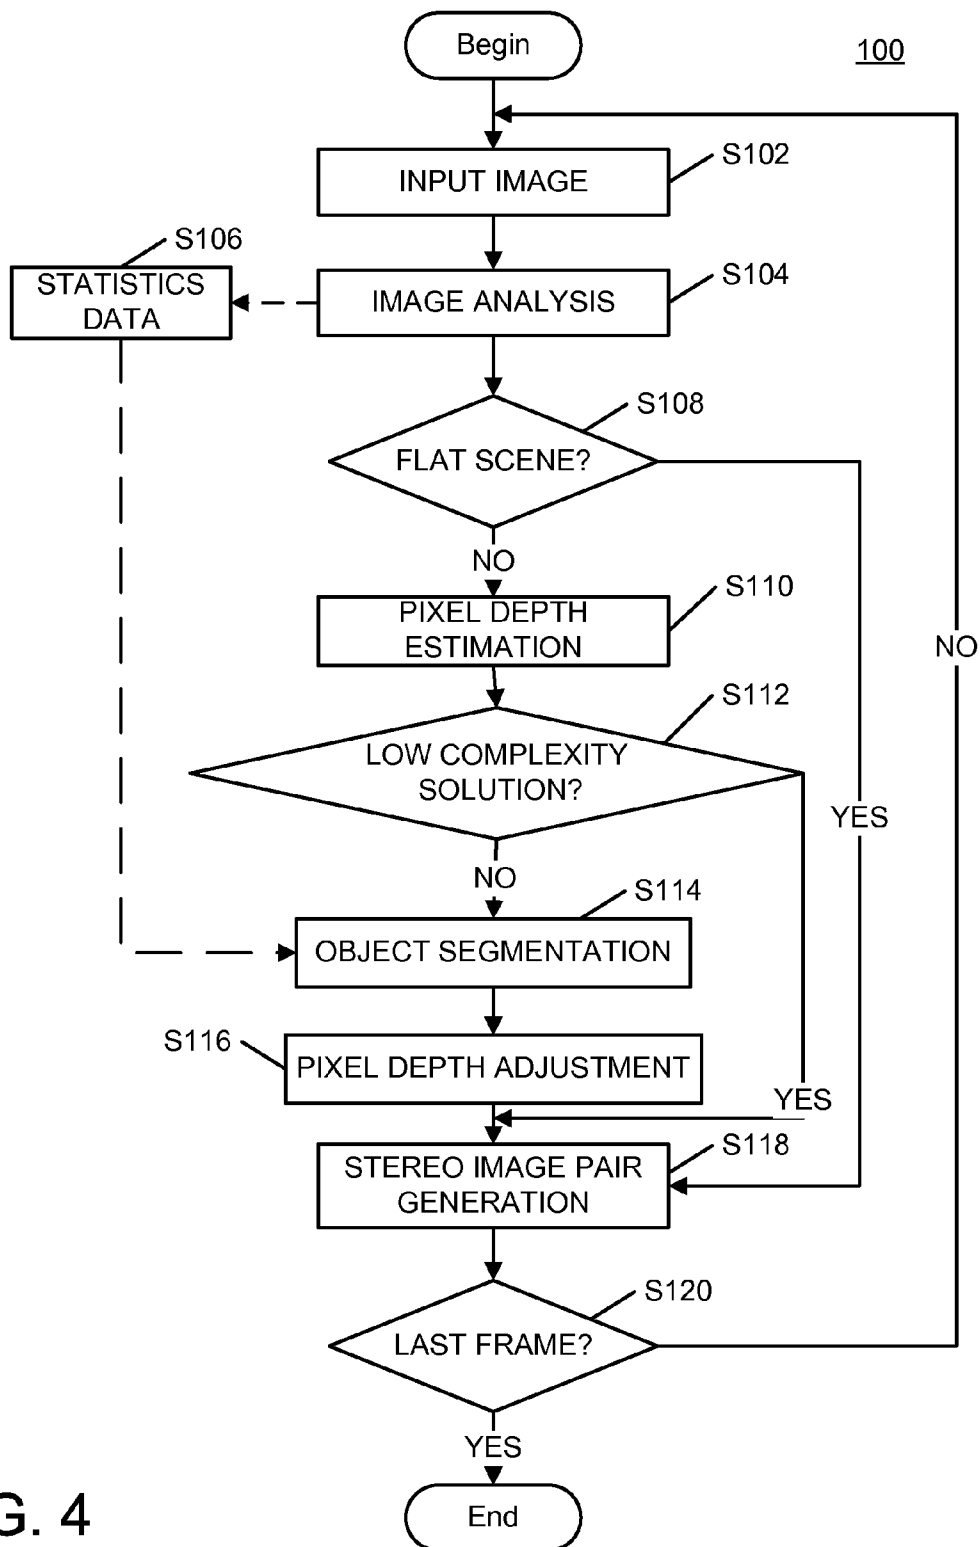 Begin
100
S102
INPUT IMAGE
S106
STATISTICS
DATA
S104
IMAGE ANALYSIS
S108
FLAT SCENE?
NO
S110
PIXEL DEPTH
ESTIMATION
NO
S112
LOW COMPLEXITY
SOLUTION?
YES
NO
S114
OBJECT SEGMENTATION
S116
PIXEL DEPTH ADJUSTMENT
YES
S118
STEREO IMAGE PAIR
GENERATION
S120
LAST FRAME?
YES
End
G. 4